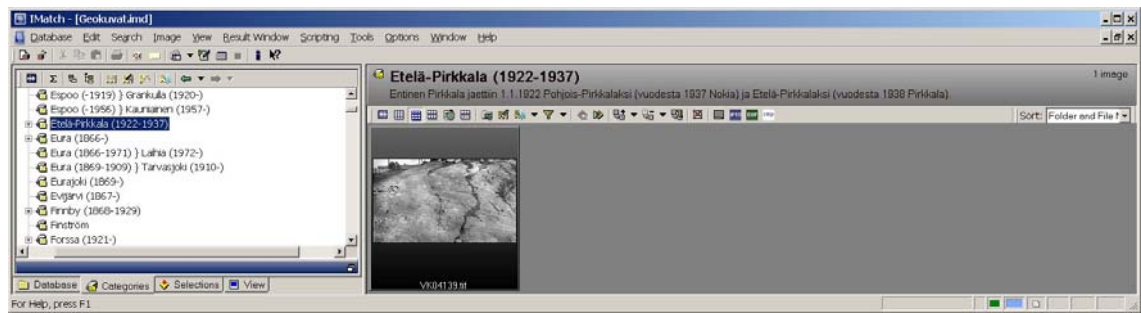 IMatch - [Geokuvat.imd]
Database Edit Search Image View Result Window Scripting Tools Options Window Help
Etelä-Pirkkala (1922-1937)
1 image
Entinen Pirkkala jaettiin 1.1.1922 Pohjois-Pirkkalaksi (vuodesta 1937 Nokia) ja Etelä-Pirkkalaksi (vuodesta 1938 Pirkkala).
Sort: Folder and File
Espoo (-1919) } Grankulla (1920-)
Espoo (-1956) } Kauniainen (1957-)
Etelä-Pirkkala (1922-1937)
Eura (1866-)
Eura (1866-1971) } Laihia (1972-)
Eura (1869-1909) } Tarvasjoki (1910-)
Eurajoki (1869-)
Evijärvi (1867-)
Finnby (1868-1929)
Finström
Forssa (1921-)
Database Categories Selections View
VK04139.tif
For Help, press F1